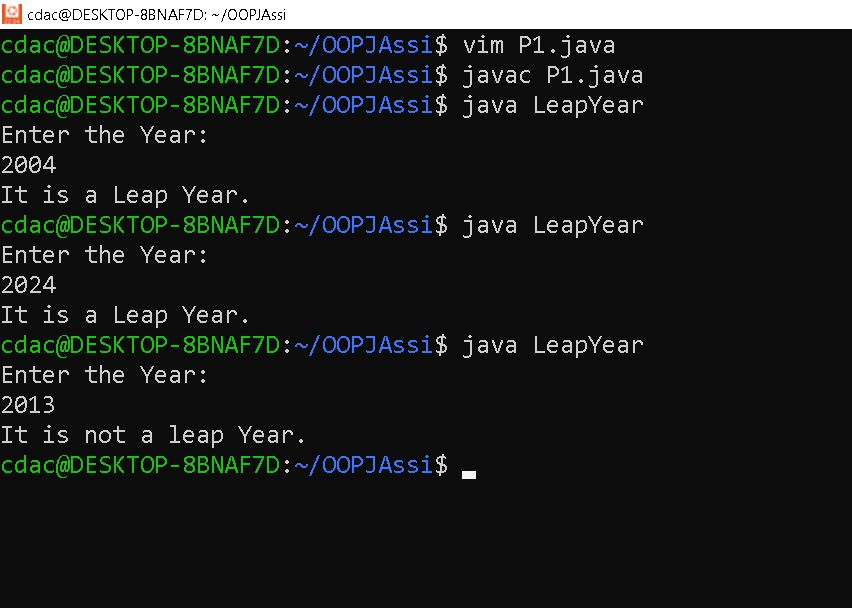 cdac@DESKTOP-8BNAF7D: ~/OOPJAssi
cdac@DESKTOP-8BNAF7D:~/OOPJAssi$ vim P1.java
cdac@DESKTOP-8BNAF7D:~/OOPJAssi$ javac P1.java
cdac@DESKTOP-8BNAF7D:~/OOPJAssi$ java LeapYear
Enter the Year:
2004
It is a Leap Year.
cdac@DESKTOP-8BNAF7D:~/OOPJAssi$ java LeapYear
Enter the Year:
2024
It is a Leap Year.
cdac@DESKTOP-8BNAF7D:~/OOPJAssi$ java LeapYear
Enter the Year:
2013
It is not a leap Year.
cdac@DESKTOP-8BNAF7D:~/OOPJAssi$